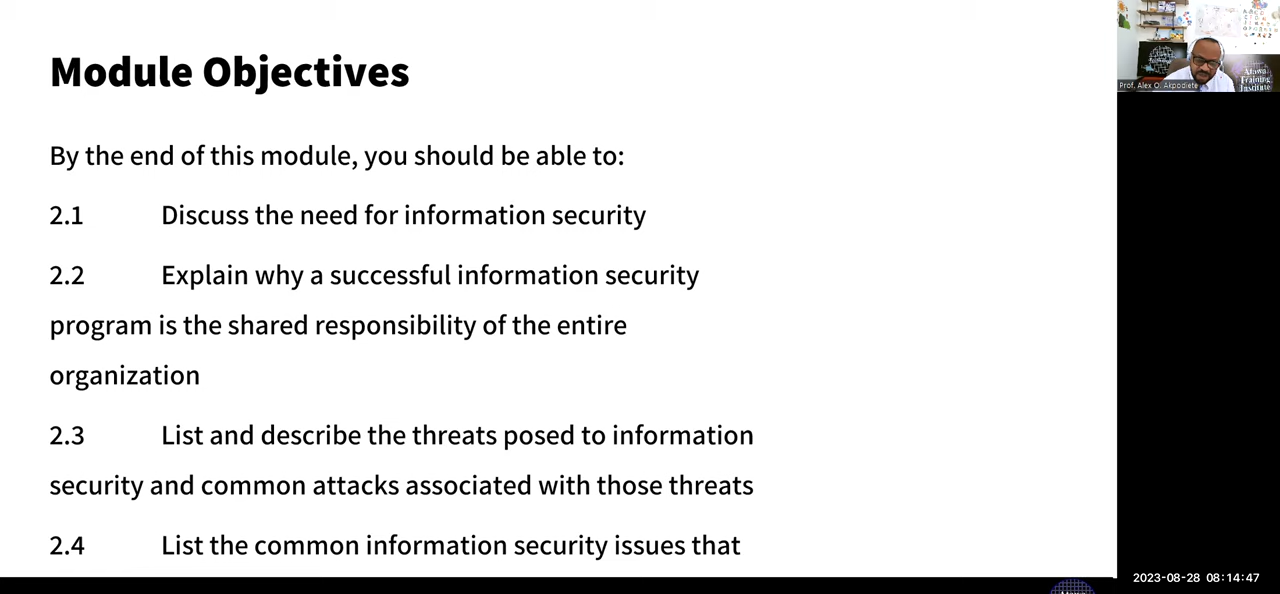 Module Objectives
By the end of this module, you should be able to:
2.1 Discuss the need for information security
2.2 Explain why a successful information security
program is the shared responsibility of the entire
organization
2.3 List and describe the threats posed to information
security and common attacks associated with those threats
2.4 List the common information security issues that
Prof. Alex O. Akpodiete
Atawa
Training
Institute
2023-08-28 08:14:47